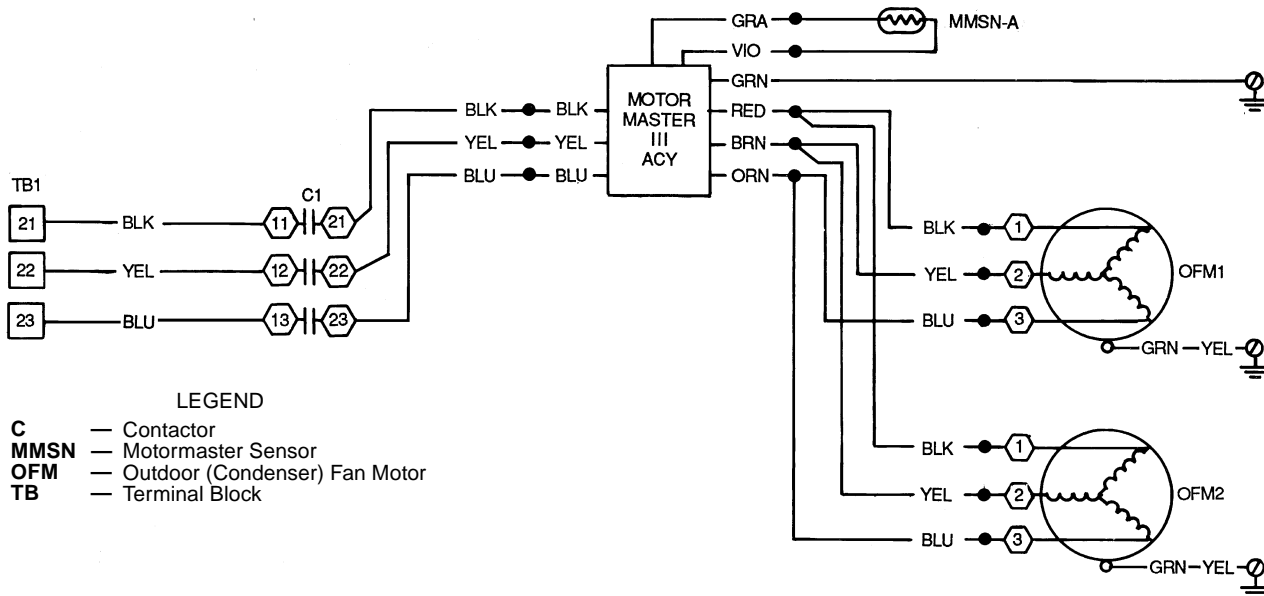 GRA
MMSN-A
VIO
GRN
BLK BLK
MOTOR
MASTER
III
ACY
RED
YEL YEL
BRN
BLU BLU
ORN
TB1
C1
21 BLK 11 21
22 YEL 12 22
23 BLU 13 23
BLK 1
YEL 2
OFM1
BLU 3
GRN YEL
BLK 1
YEL 2
OFM2
BLU 3
GRN YEL
LEGEND
C — Contactor
MMSN — Motormaster Sensor
OFM — Outdoor (Condenser) Fan Motor
TB — Terminal Block